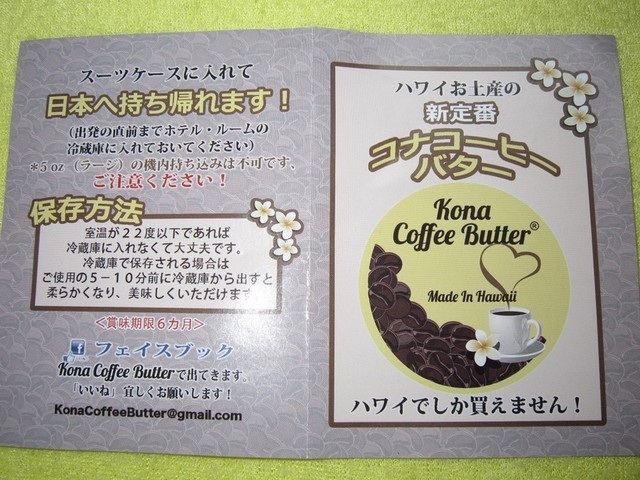 スーツケースに入れて
日本へ持ち帰れます！
（出発の直前までホテル・ルームの
冷蔵庫に入れておいてください）
＊5 oz（ラージ）の機内持ち込みは不可です、
ご注意ください！
保存方法
室温が２２度以下であれば
冷蔵庫に入れなくて大丈夫です。
冷蔵庫で保存される場合は
ご使用の５－１０分前に冷蔵庫から出すと
柔らかくなり、美味しくいただけます
＜賞味期限６カ月＞
フェイスブック
Kona Coffee Butterで出てきます。
「いいね」宜しくお願いします！
KonaCoffeeButter@gmail.com
ハワイお土産の
新定番
コナコーヒー
バター
Kona
Coffee Butter®
Made In Hawaii
ハワイでしか買えません！